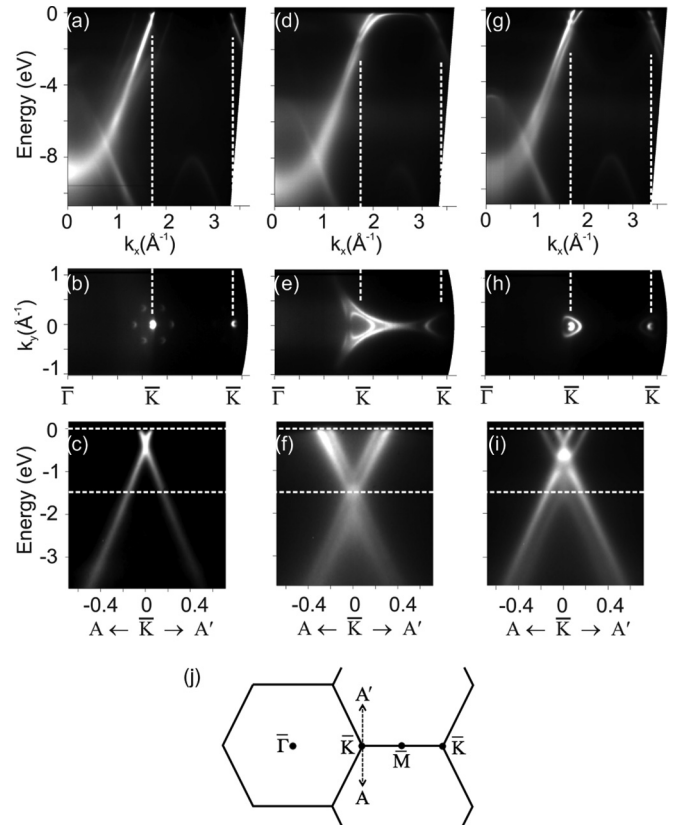 (a) (d) (g)
Energy (eV)
0
-4
-8
0 1 2 3 0 1 2 3 0 1 2 3
kx(Å-1) kx(Å-1) kx(Å-1)
(b) (e) (h)
ky(Å-1)
1
0
-1
Γ̅ K̅ K̅ Γ̅ K̅ K̅ Γ̅ K̅ K̅
(c) (f) (i)
Energy (eV)
0
-1
-2
-3
-0.4 0 0.4 -0.4 0 0.4 -0.4 0 0.4
A ← K̅ → A′ A ← K̅ → A′ A ← K̅ → A′
(j)
A′
Γ̅ K̅ M̅ K̅
A